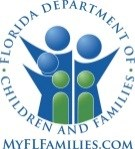 FLORIDA DEPARTMENT OF
CHILDREN AND FAMILIES
MYFLFAMILIES.COM